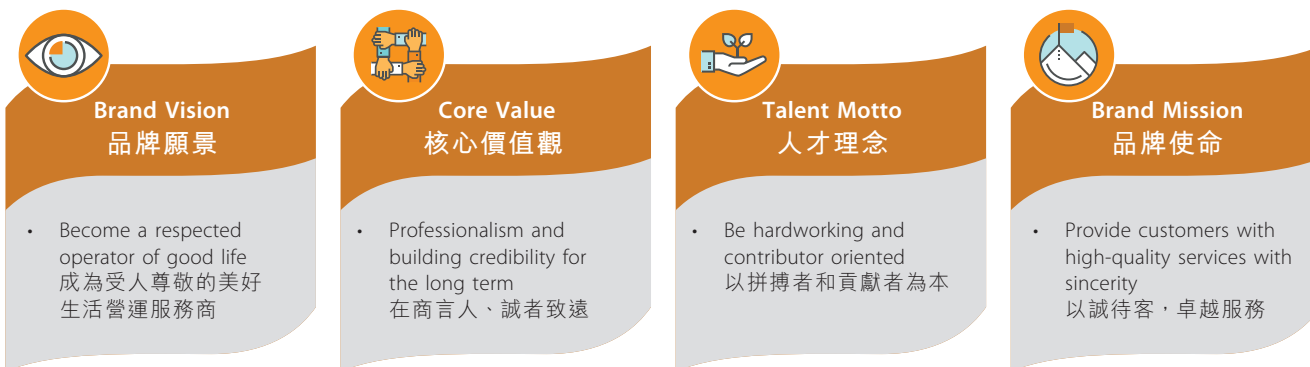 Brand Vision
品牌願景
• Become a respected
operator of good life
成為受人尊敬的美好
生活營運服務商
Core Value
核心價值觀
• Professionalism and
building credibility for
the long term
在商言人、誠者致遠
Talent Motto
人才理念
• Be hardworking and
contributor oriented
以拼搏者和貢獻者為本
Brand Mission
品牌使命
• Provide customers with
high-quality services with
sincerity
以誠待客，卓越服務